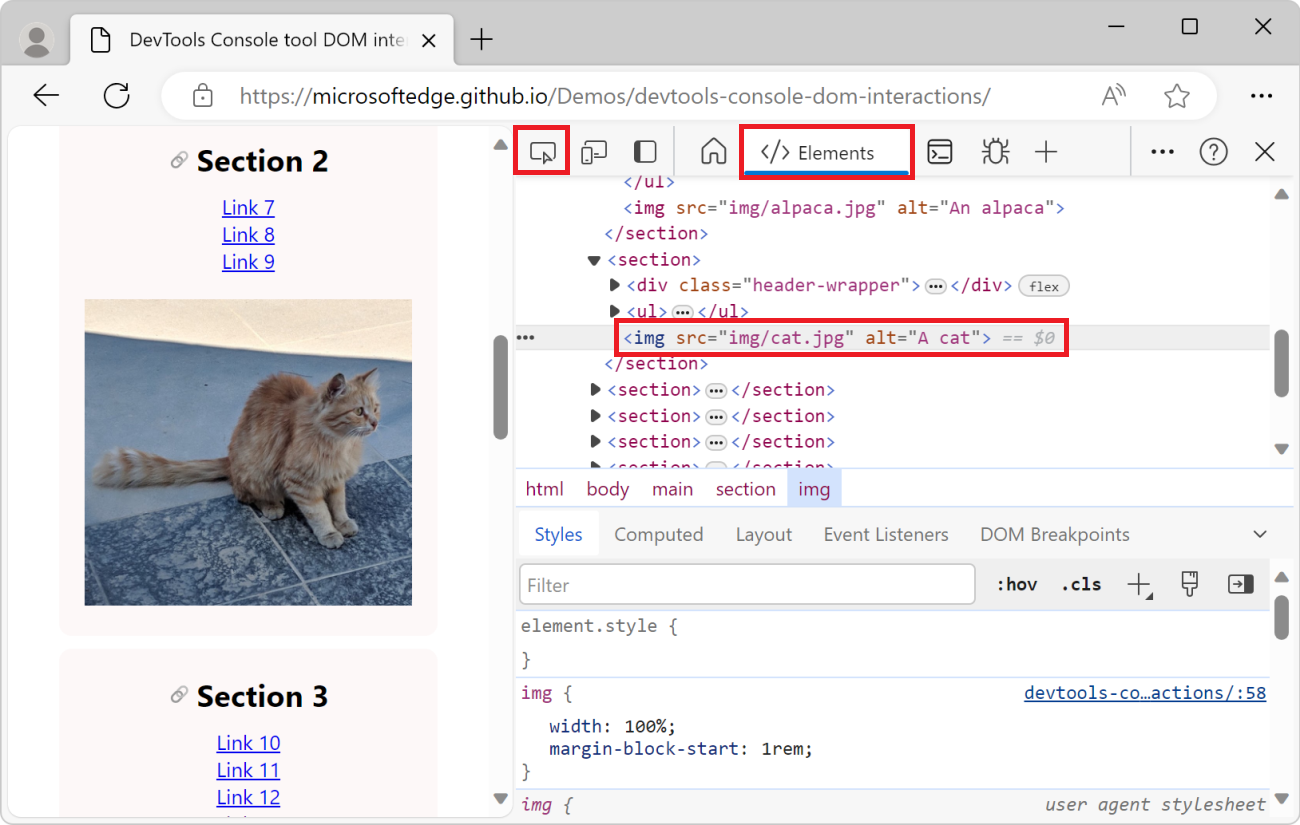 DevTools Console tool DOM inte
https://microsoftedge.github.io/Demos/devtools-console-dom-interactions/
Section 2
Link 7
Link 8
Link 9
Section 3
Link 10
Link 11
Link 12
</> Elements
</ul>
<img src="img/alpaca.jpg" alt="An alpaca">
</section>
<section>
<div class="header-wrapper">…</div> flex
<ul>…</ul>
<img src="img/cat.jpg" alt="A cat"> == $0
</section>
<section>…</section>
<section>…</section>
<section>…</section>
<section>…</section>
html body main section img
Styles Computed Layout Event Listeners DOM Breakpoints
Filter :hov .cls
element.style {
}
img { devtools-co…actions/:58
width: 100%;
margin-block-start: 1rem;
}
img { user agent stylesheet